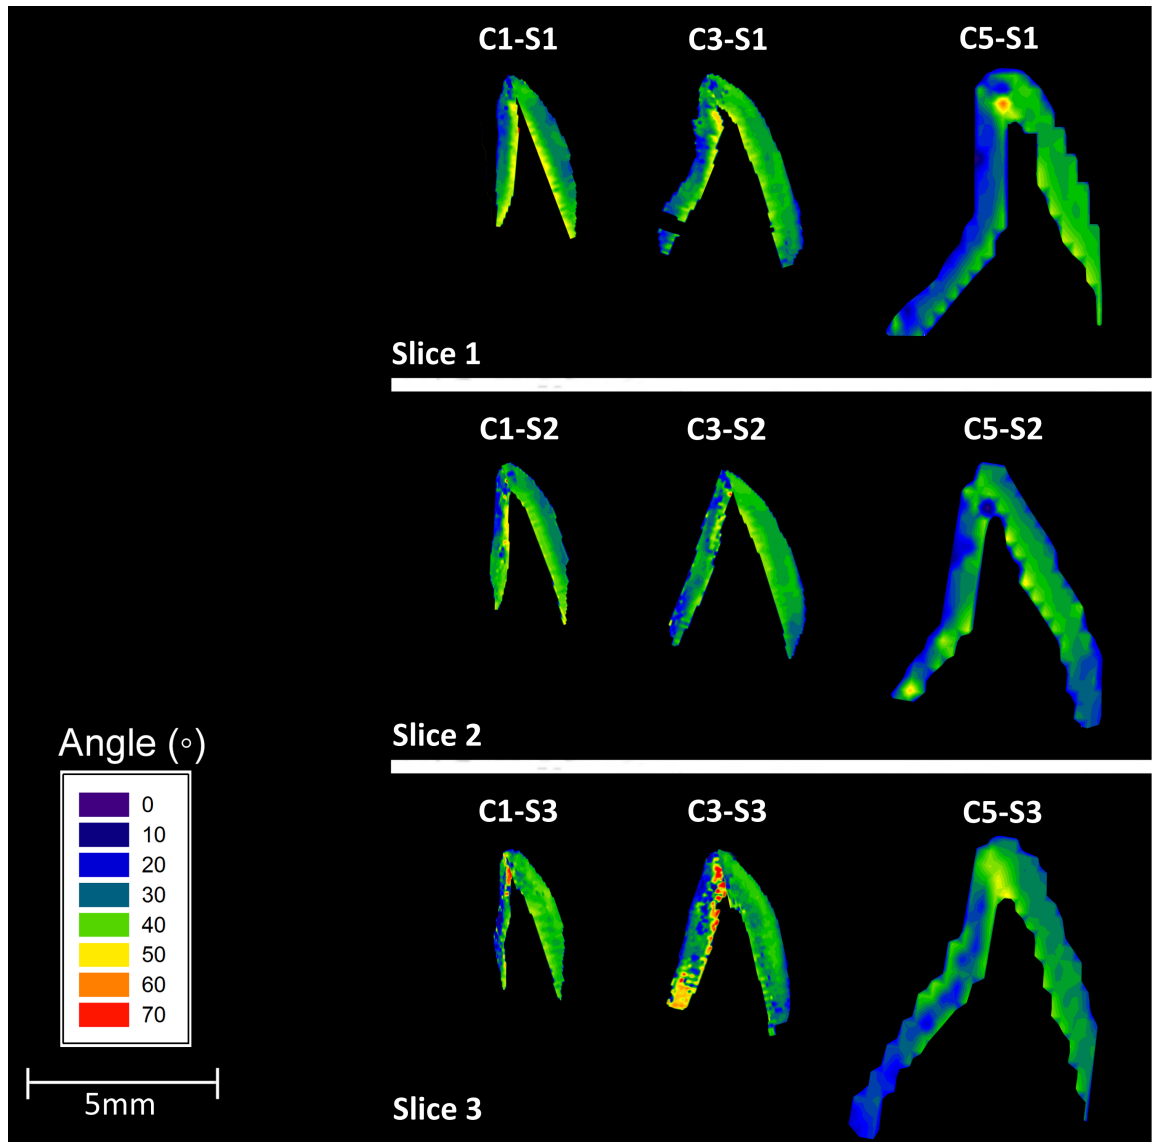 C1-S1 C3-S1 C5-S1
Slice 1
C1-S2 C3-S2 C5-S2
Slice 2
Angle (°)
0
10
20
30
40
50
60
70
5mm
C1-S3 C3-S3 C5-S3
Slice 3